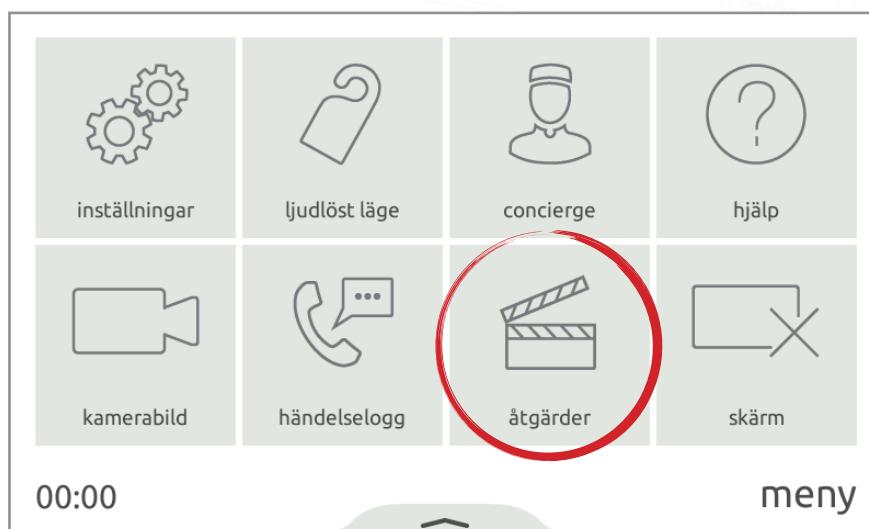 inställningar
ljudlöst läge
concierge
hjälp
kamerabild
händelselogg
åtgärder
skärm
00:00
meny